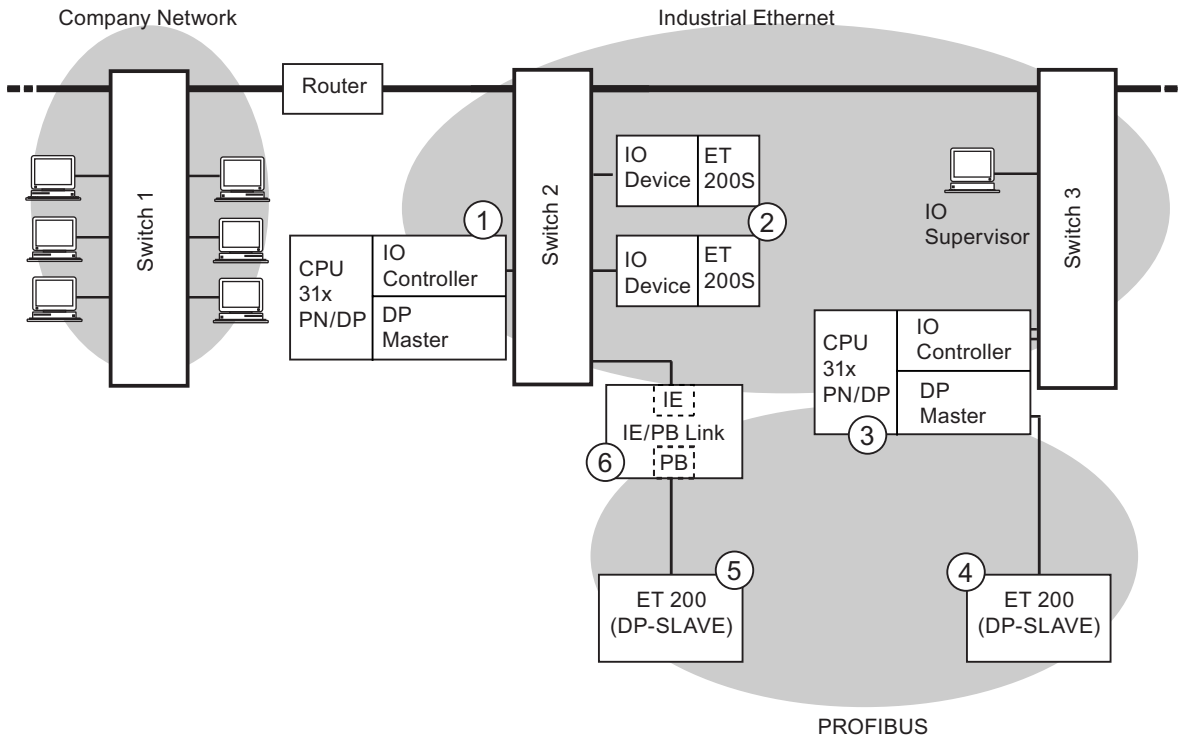 Company Network
Industrial Ethernet
Router
Switch 1
Switch 2
Switch 3
IO
Device
ET
200S
2
IO
Device
ET
200S
IO
Supervisor
1
CPU
31x
PN/DP
IO
Controller
DP
Master
CPU
31x
PN/DP
IO
Controller
DP
Master
3
IE
IE/PB Link
PB
6
5
ET 200
(DP-SLAVE)
4
ET 200
(DP-SLAVE)
PROFIBUS